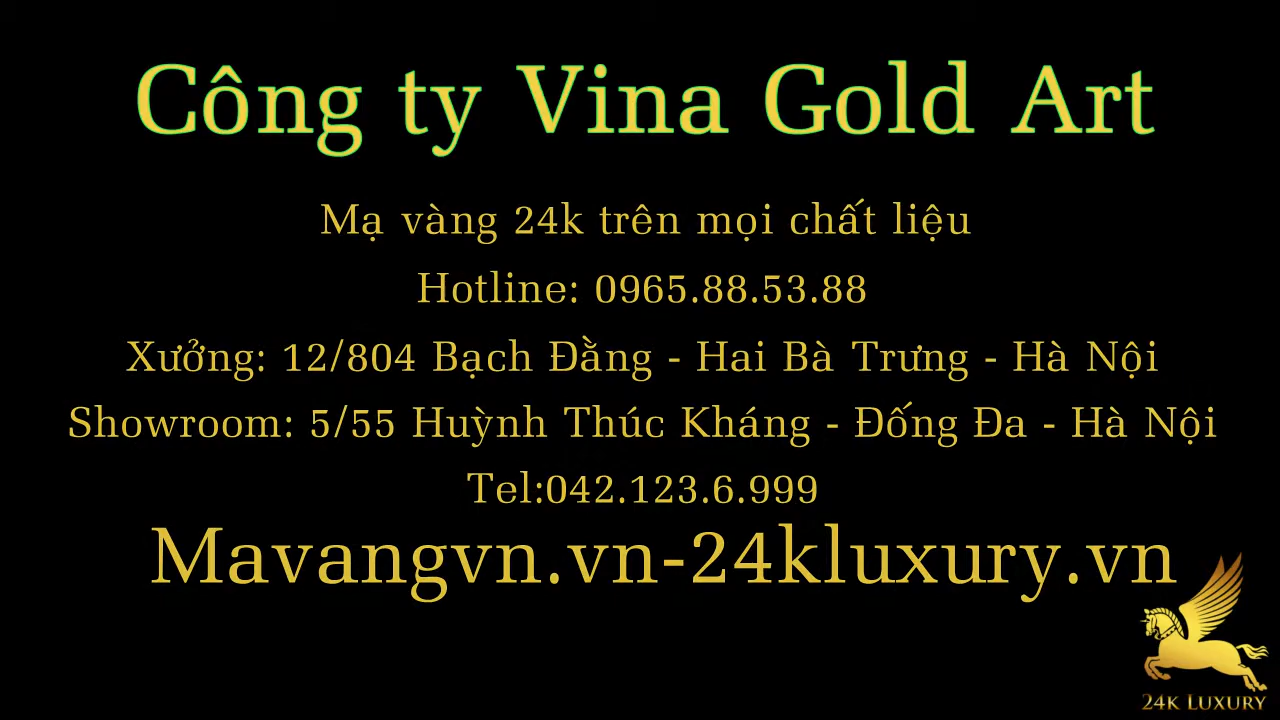 Công ty Vina Gold Art
Mạ vàng 24k trên mọi chất liệu
Hotline: 0965.88.53.88
Xưởng: 12/804 Bạch Đằng - Hai Bà Trưng - Hà Nội
Showroom: 5/55 Huỳnh Thúc Kháng - Đống Đa - Hà Nội
Tel:042.123.6.999
Mavangvn.vn-24kluxury.vn
24K LUXURY